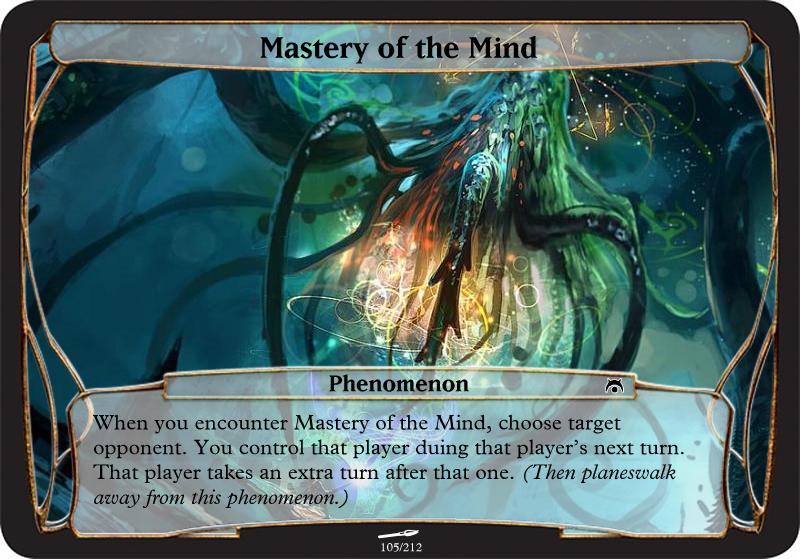 Mastery of the Mind
Phenomenon
When you encounter Mastery of the Mind, choose target
opponent. You control that player duing that player's next turn.
That player takes an extra turn after that one. (Then planeswalk
away from this phenomenon.)
105/212